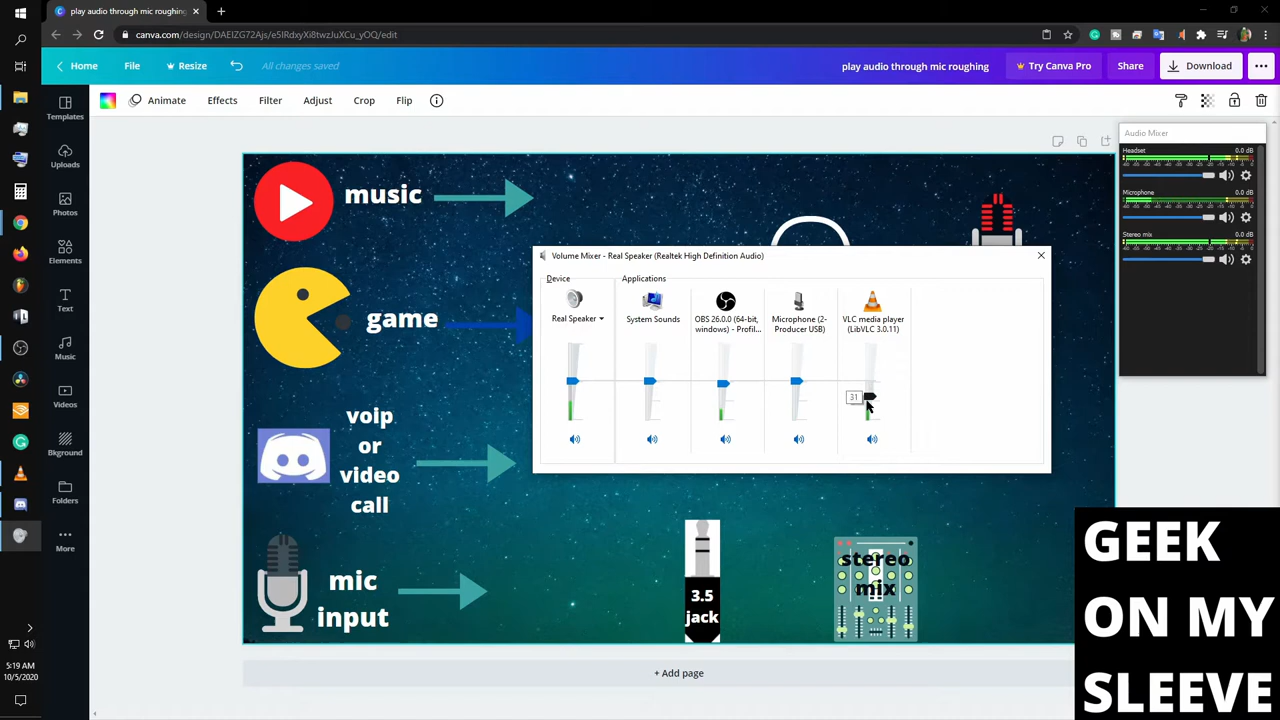 play audio through mic roughing
canva.com/design/DAEIZG72Ajs/e5IRdxyXi8twzJuXCu_yOQ/edit
Home
File
Resize
All changes saved
play audio through mic roughing
Try Canva Pro
Share
Download
Animate
Effects
Filter
Adjust
Crop
Flip
Templates
Uploads
Photos
Elements
Text
Music
Videos
Bkground
Folders
More
music
game
voip
or
video
call
mic
input
Volume Mixer - Real Speaker (Realtek High Definition Audio)
Device
Applications
Real Speaker
System Sounds
OBS 26.0.0 (64-bit,
windows) - Profil...
Microphone (2-
Producer USB)
VLC media player
(LibVLC 3.0.11)
31
3.5
jack
stereo
mix
+ Add page
Audio Mixer
Headset 0.0 dB
Microphone 0.0 dB
Stereo mix 0.0 dB
GEEK
ON MY
SLEEVE
5:19 AM
10/5/2020